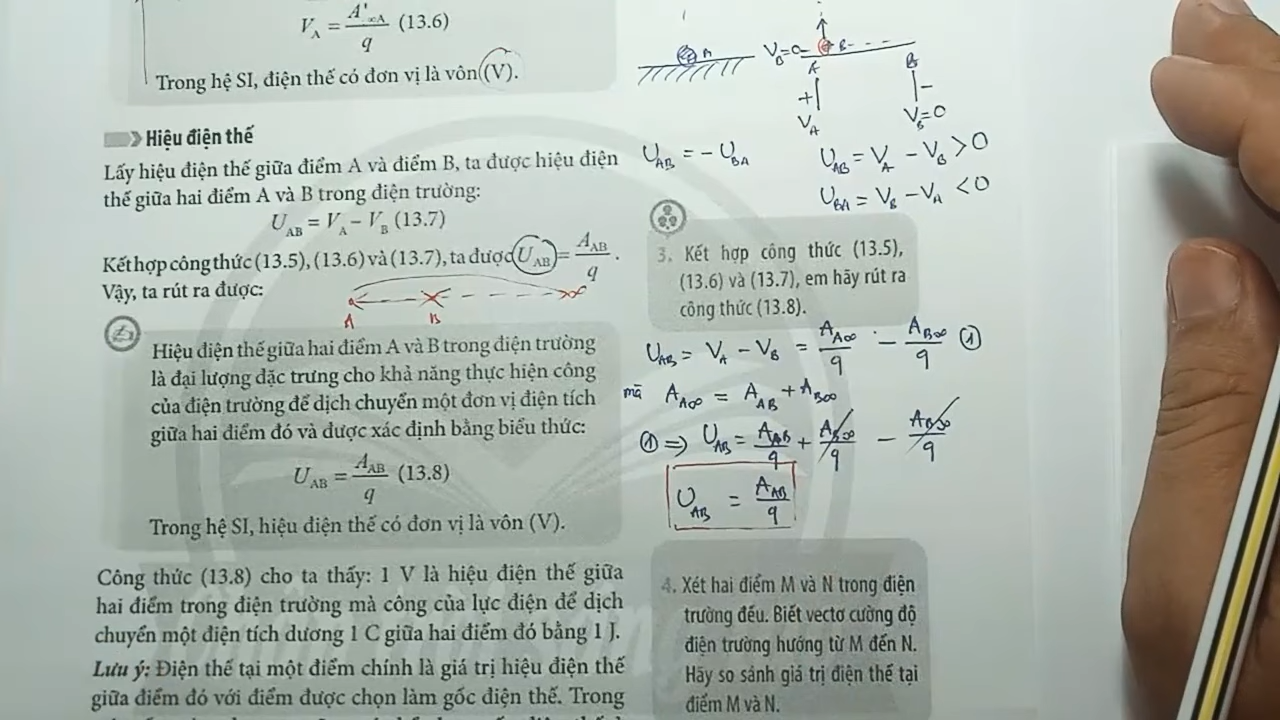 V_A = A'_∞A / q (13.6)
Trong hệ SI, điện thế có đơn vị là vôn (V).
Hiệu điện thế
Lấy hiệu điện thế giữa điểm A và điểm B, ta được hiệu điện
thế giữa hai điểm A và B trong điện trường:
U_AB = V_A – V_B (13.7)
Kết hợp công thức (13.5), (13.6) và (13.7), ta được U_AB = A_AB / q .
Vậy, ta rút ra được:
A B ∞
Hiệu điện thế giữa hai điểm A và B trong điện trường
là đại lượng đặc trưng cho khả năng thực hiện công
của điện trường để dịch chuyển một đơn vị điện tích
giữa hai điểm đó và được xác định bằng biểu thức:
U_AB = A_AB / q (13.8)
Trong hệ SI, hiệu điện thế có đơn vị là vôn (V).
Công thức (13.8) cho ta thấy: 1 V là hiệu điện thế giữa
hai điểm trong điện trường mà công của lực điện để dịch
chuyển một điện tích dương 1 C giữa hai điểm đó bằng 1 J.
Lưu ý: Điện thế tại một điểm chính là giá trị hiệu điện thế
giữa điểm đó với điểm được chọn làm gốc điện thế. Trong
A V_B=0 B
A B
+ −
V_A V_B=0
U_AB = − U_BA
U_AB = V_A − V_B > 0
U_BA = V_B − V_A < 0
3. Kết hợp công thức (13.5),
(13.6) và (13.7), em hãy rút ra
công thức (13.8).
U_AB = V_A − V_B = A_A∞ / q − A_B∞ / q ①
mà A_A∞ = A_AB + A_B∞
① => U_AB = A_AB / q + A_B∞ / q − A_B∞ / q
U_AB = A_AB / q
4. Xét hai điểm M và N trong điện
trường đều. Biết vectơ cường độ
điện trường hướng từ M đến N.
Hãy so sánh giá trị điện thế tại
điểm M và N.